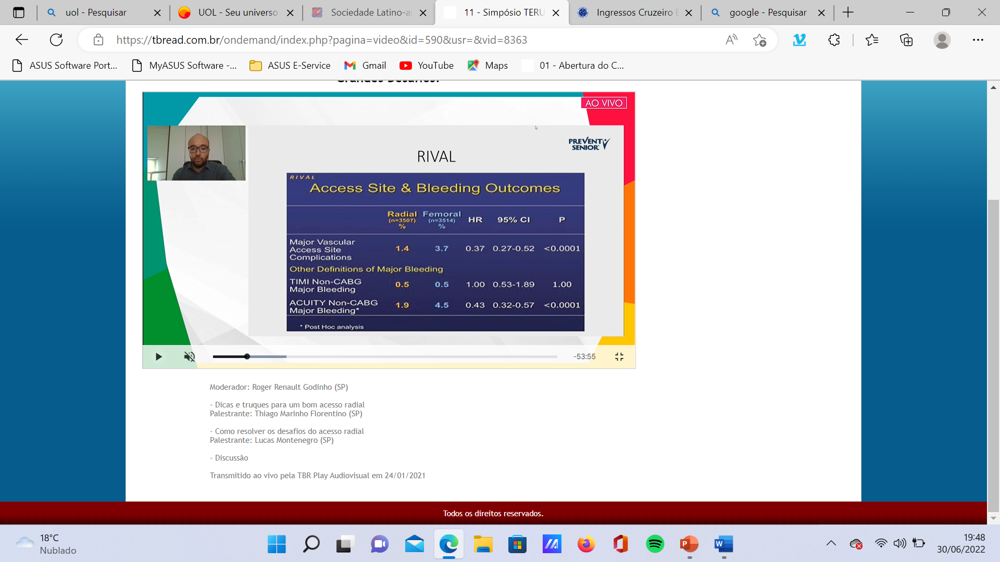 uol - Pesquisar
UOL - Seu universo
Sociedade Latino-a
11 - Simpósio TERU
Ingressos Cruzeiro E
google - Pesquisar
https://tbread.com.br/ondemand/index.php?pagina=video&id=590&usr=&vid=8363
ASUS Software Port...
MyASUS Software -...
ASUS E-Service
Gmail
YouTube
Maps
01 - Abertura do C...
Grandes Desafios!
AO VIVO
PREVENT
SENIOR
RIVAL
RIVAL
Access Site & Bleeding Outcomes
Radial Femoral HR 95% CI P
(n=3507) (n=3514)
% %
Major Vascular
Access Site 1.4 3.7 0.37 0.27-0.52 <0.0001
Complications
Other Definitions of Major Bleeding
TIMI Non-CABG 0.5 0.5 1.00 0.53-1.89 1.00
Major Bleeding
ACUITY Non-CABG 1.9 4.5 0.43 0.32-0.57 <0.0001
Major Bleeding*
* Post Hoc analysis
-53:55
Moderador: Roger Renault Godinho (SP)
- Dicas e truques para um bom acesso radial
Palestrante: Thiago Marinho Florentino (SP)
- Como resolver os desafios do acesso radial
Palestrante: Lucas Montenegro (SP)
- Discussão
Transmitido ao vivo pela TBR Play Audiovisual em 24/01/2021
Todos os direitos reservados.
18°C
Nublado
19:48
30/06/2022